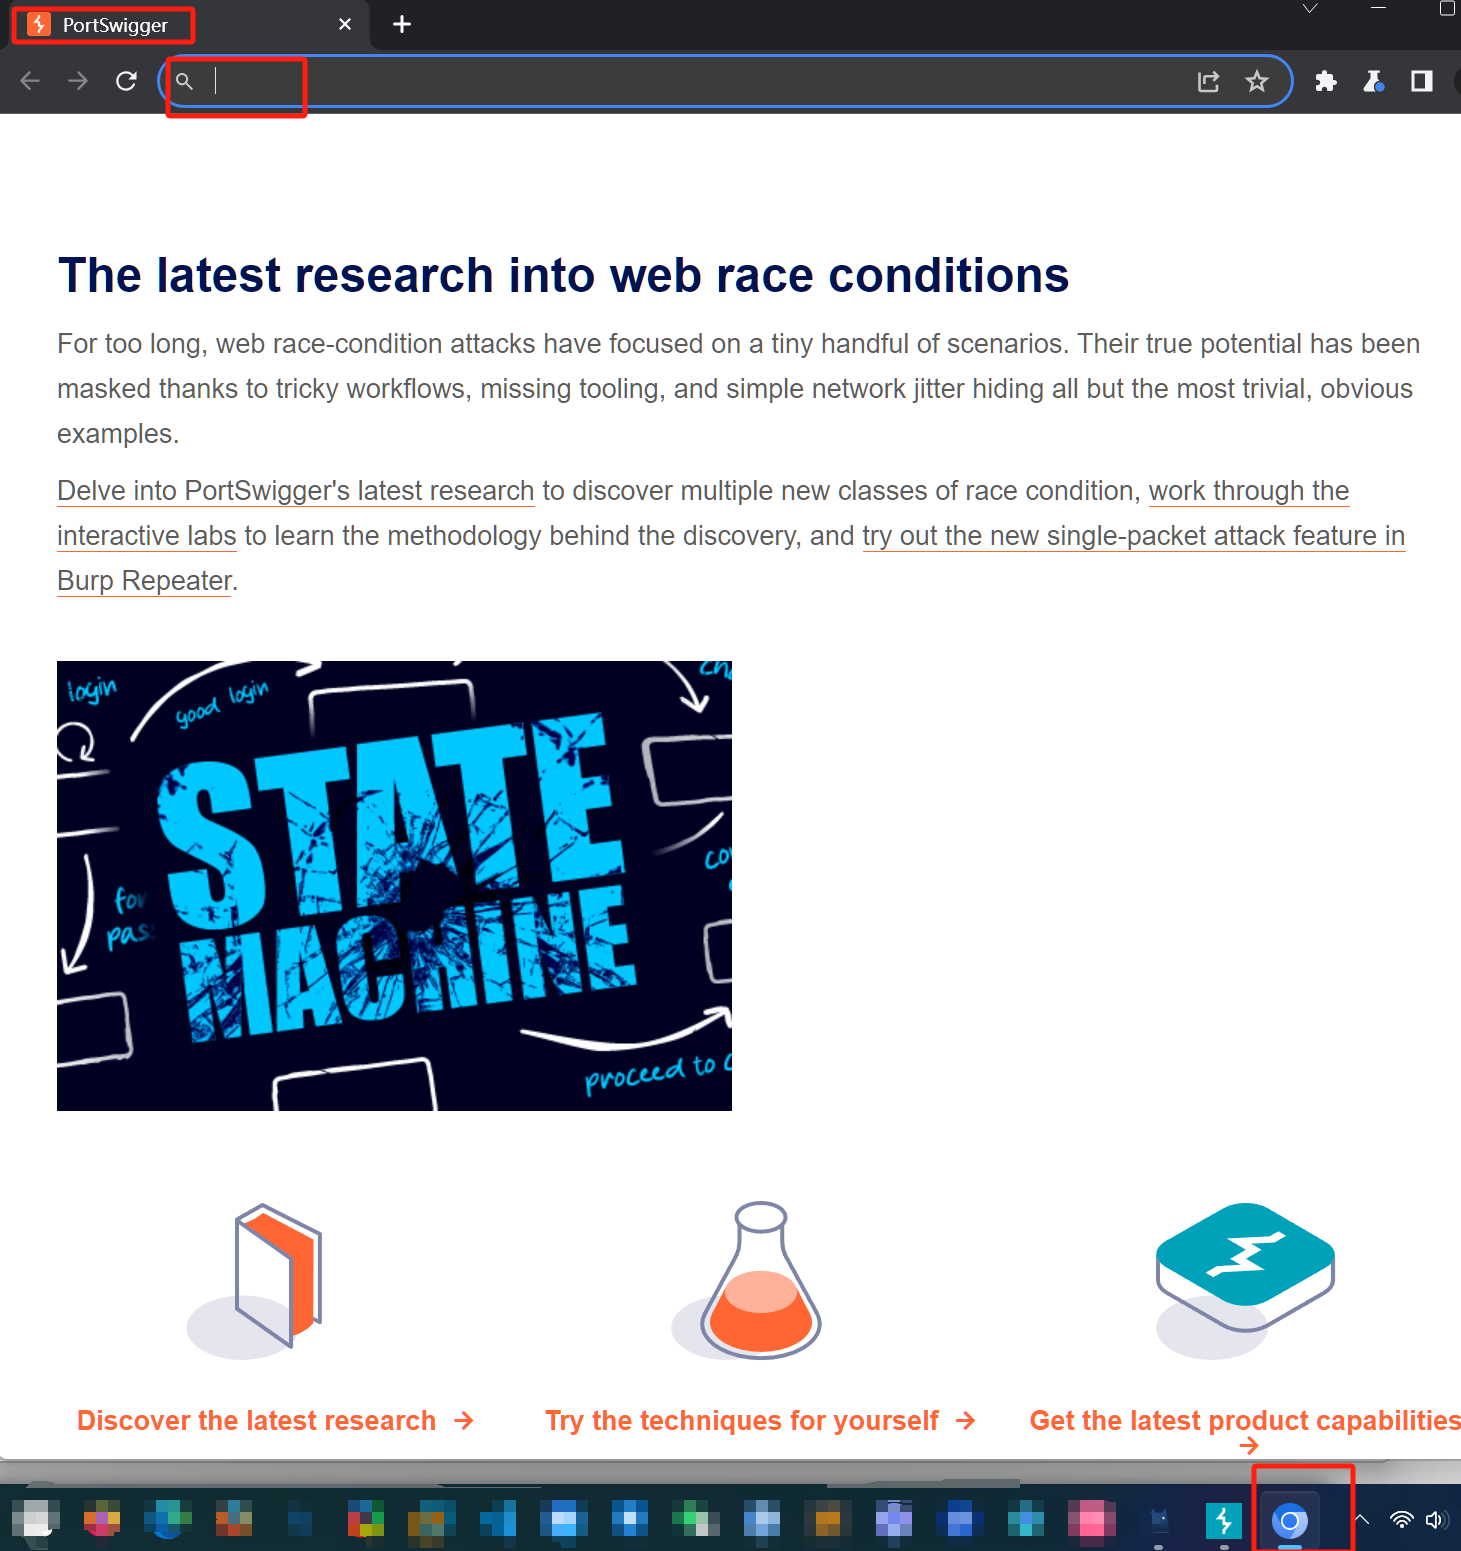 PortSwigger
The latest research into web race conditions
For too long, web race-condition attacks have focused on a tiny handful of scenarios. Their true potential has been
masked thanks to tricky workflows, missing tooling, and simple network jitter hiding all but the most trivial, obvious
examples.
Delve into PortSwigger's latest research to discover multiple new classes of race condition, work through the
interactive labs to learn the methodology behind the discovery, and try out the new single-packet attack feature in
Burp Repeater.
login
good login
STATE
MACHINE
proceed to
Discover the latest research →
Try the techniques for yourself →
Get the latest product capabilities
→